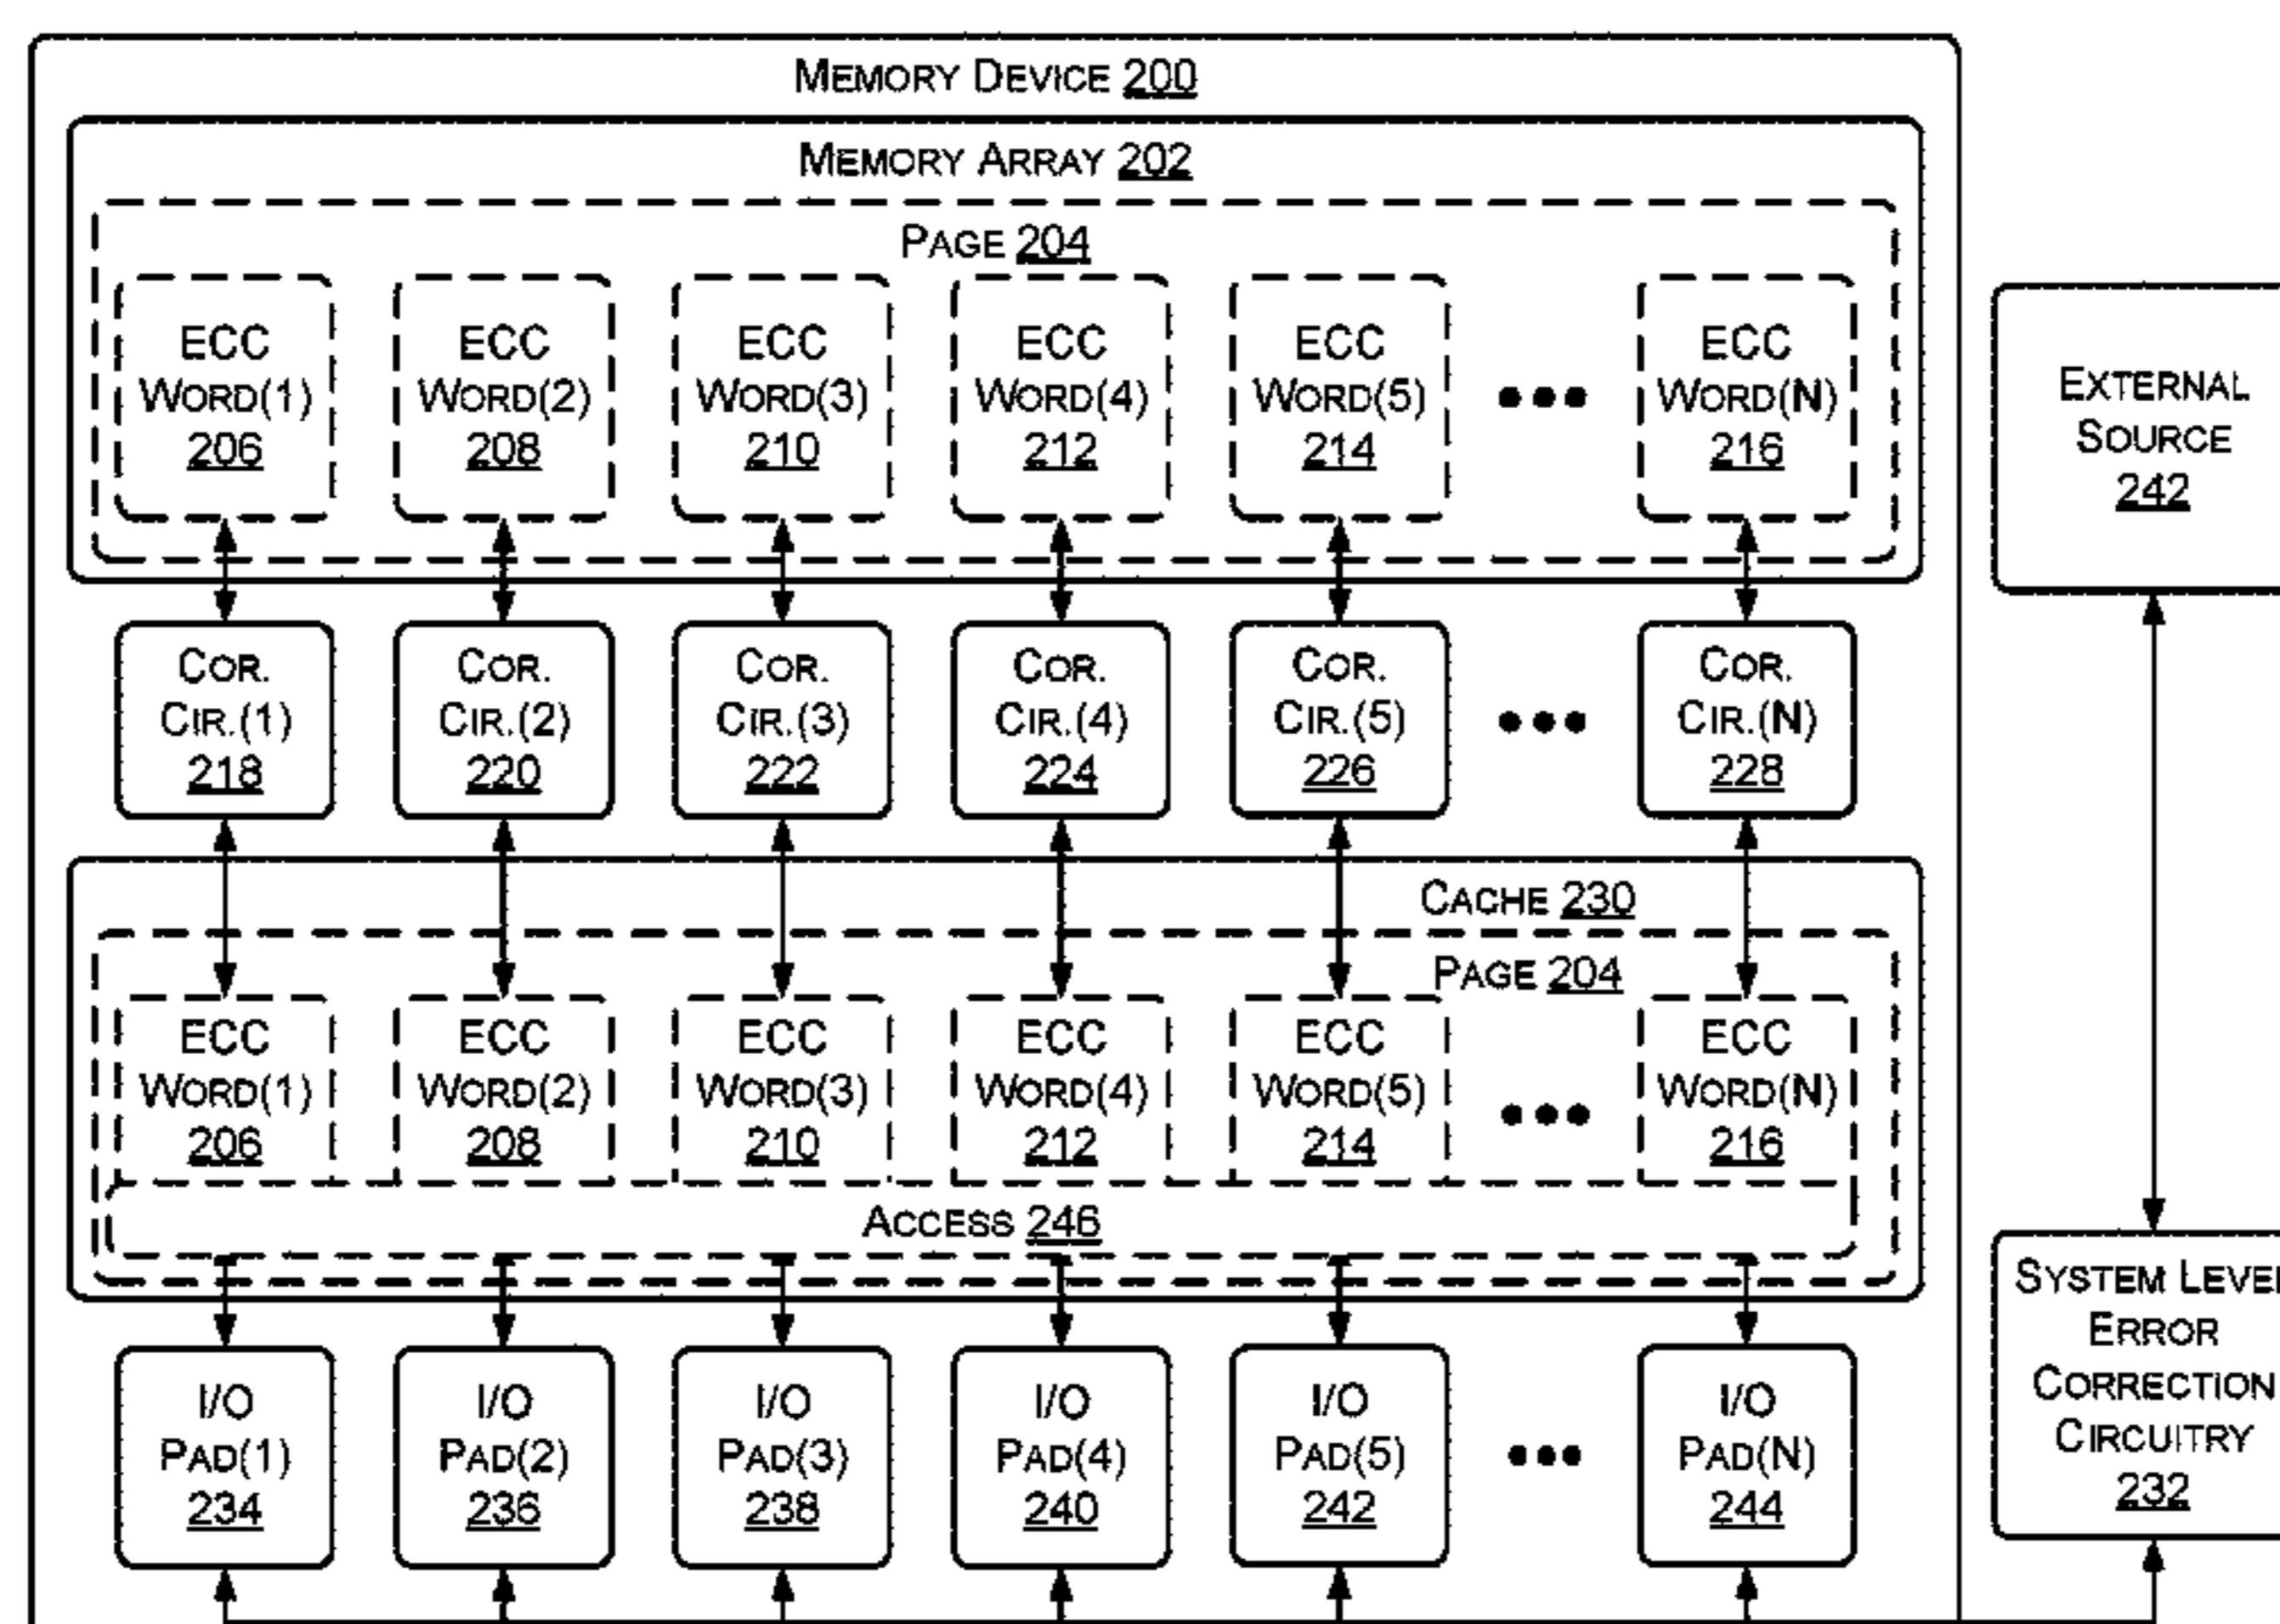 MEMORY DEVICE 200
MEMORY ARRAY 202
PAGE 204
ECC WORD(1) 206
ECC WORD(2) 208
ECC WORD(3) 210
ECC WORD(4) 212
ECC WORD(5) 214
•••
ECC WORD(N) 216
EXTERNAL
SOURCE
242
COR. CIR.(1) 218
COR. CIR.(2) 220
COR. CIR.(3) 222
COR. CIR.(4) 224
COR. CIR.(5) 226
•••
COR. CIR.(N) 228
CACHE 230
PAGE 204
ECC WORD(1) 206
ECC WORD(2) 208
ECC WORD(3) 210
ECC WORD(4) 212
ECC WORD(5) 214
•••
ECC WORD(N) 216
ACCESS 246
I/O PAD(1) 234
I/O PAD(2) 236
I/O PAD(3) 238
I/O PAD(4) 240
I/O PAD(5) 242
•••
I/O PAD(N) 244
SYSTEM LEVEL
ERROR
CORRECTION
CIRCUITRY
232